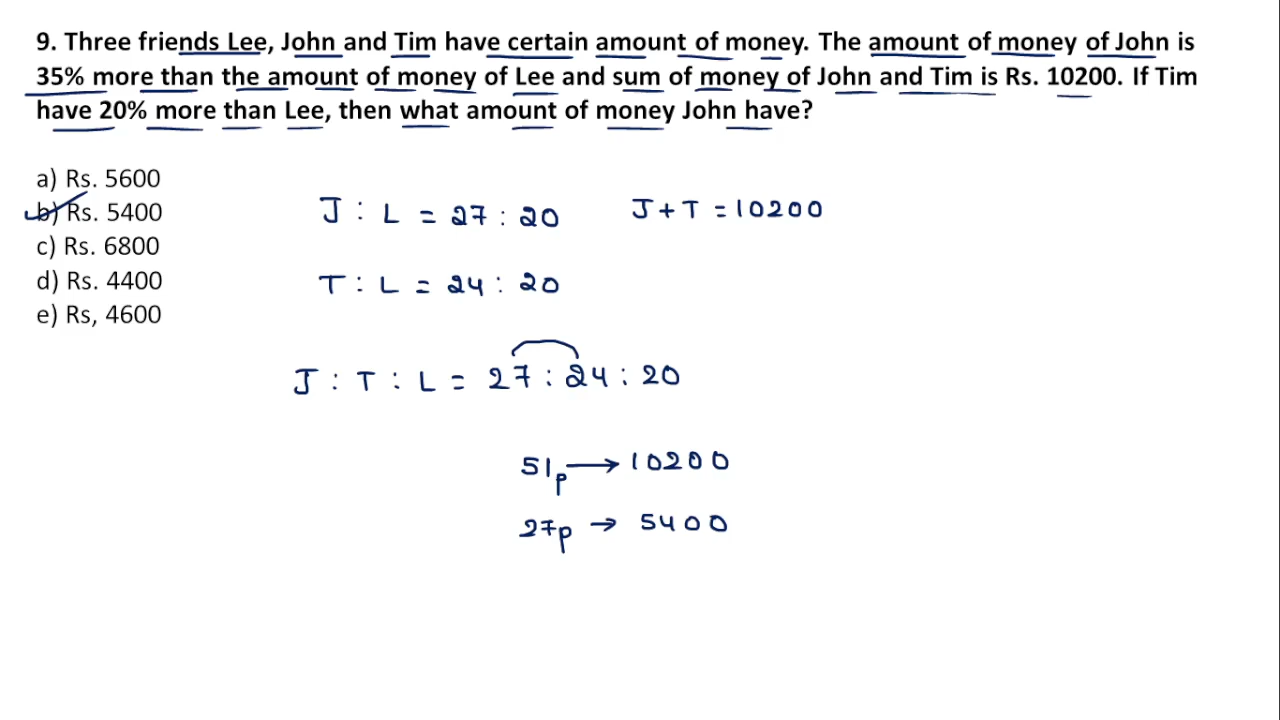 9. Three friends Lee, John and Tim have certain amount of money. The amount of money of John is
35% more than the amount of money of Lee and sum of money of John and Tim is Rs. 10200. If Tim
have 20% more than Lee, then what amount of money John have?
a) Rs. 5600
b) Rs. 5400
c) Rs. 6800
d) Rs. 4400
e) Rs, 4600
J : L = 27 : 20
J + T = 10200
T : L = 24 : 20
J : T : L = 27 : 24 : 20
51p → 10200
27p → 5400